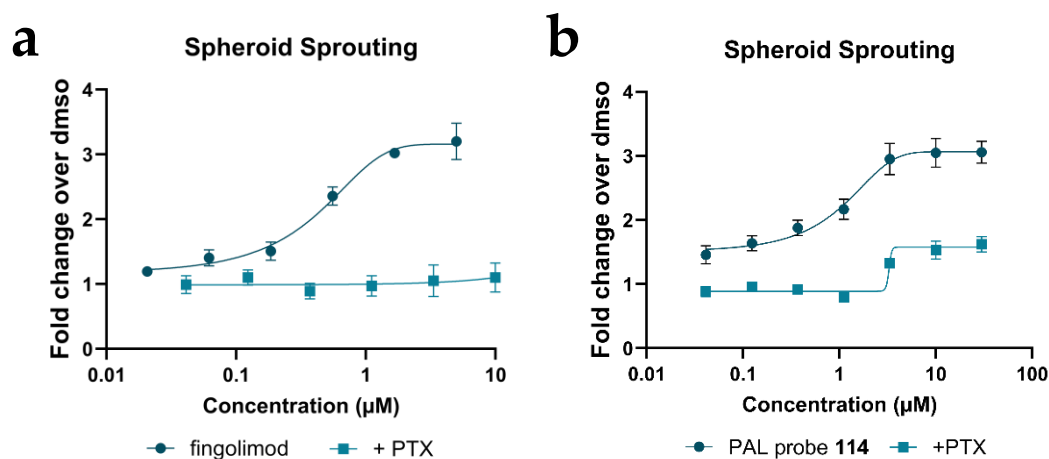 a
Spheroid Sprouting
Fold change over dmso
4
3
2
1
0
0.01 0.1 1 10
Concentration (µM)
fingolimod + PTX
b
Spheroid Sprouting
Fold change over dmso
4
3
2
1
0
0.01 0.1 1 10 100
Concentration (µM)
PAL probe 114 +PTX